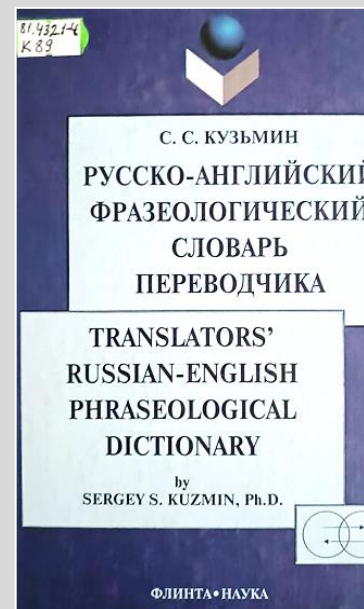 81.432.1-4
К 89
С. С. КУЗЬМИН
РУССКО-АНГЛИЙСКИЙ
ФРАЗЕОЛОГИЧЕСКИЙ
СЛОВАРЬ
ПЕРЕВОДЧИКА
TRANSLATORS'
RUSSIAN-ENGLISH
PHRASEOLOGICAL
DICTIONARY
by
SERGEY S. KUZMIN, Ph.D.
ФЛИНТА•НАУКА